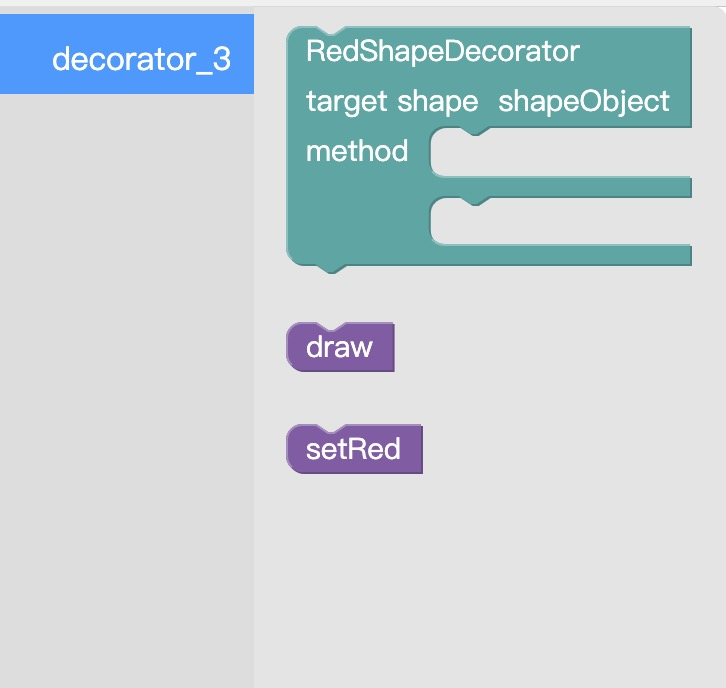 decorator_3
RedShapeDecorator
target shape shapeObject
method
draw
setRed